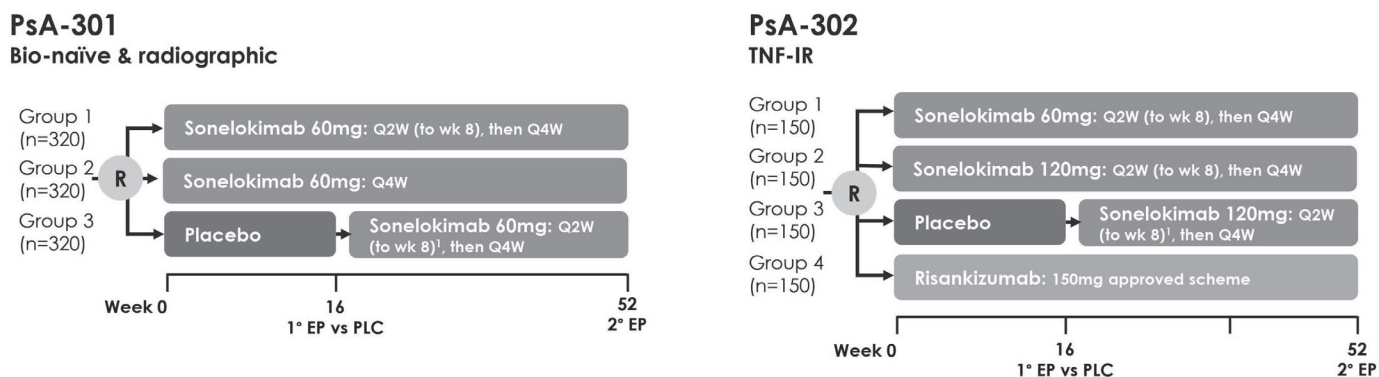 PsA-301
Bio-naïve & radiographic
Group 1
(n=320)
Group 2
(n=320)
Group 3
(n=320)
R
Sonelokimab 60mg: Q2W (to wk 8), then Q4W
Sonelokimab 60mg: Q4W
Placebo
Sonelokimab 60mg: Q2W
(to wk 8)¹, then Q4W
Week 0
16
52
1° EP vs PLC
2° EP
PsA-302
TNF-IR
Group 1
(n=150)
Group 2
(n=150)
Group 3
(n=150)
Group 4
(n=150)
R
Sonelokimab 60mg: Q2W (to wk 8), then Q4W
Sonelokimab 120mg: Q2W (to wk 8), then Q4W
Placebo
Sonelokimab 120mg: Q2W
(to wk 8)¹, then Q4W
Risankizumab: 150mg approved scheme
Week 0
16
52
1° EP vs PLC
2° EP